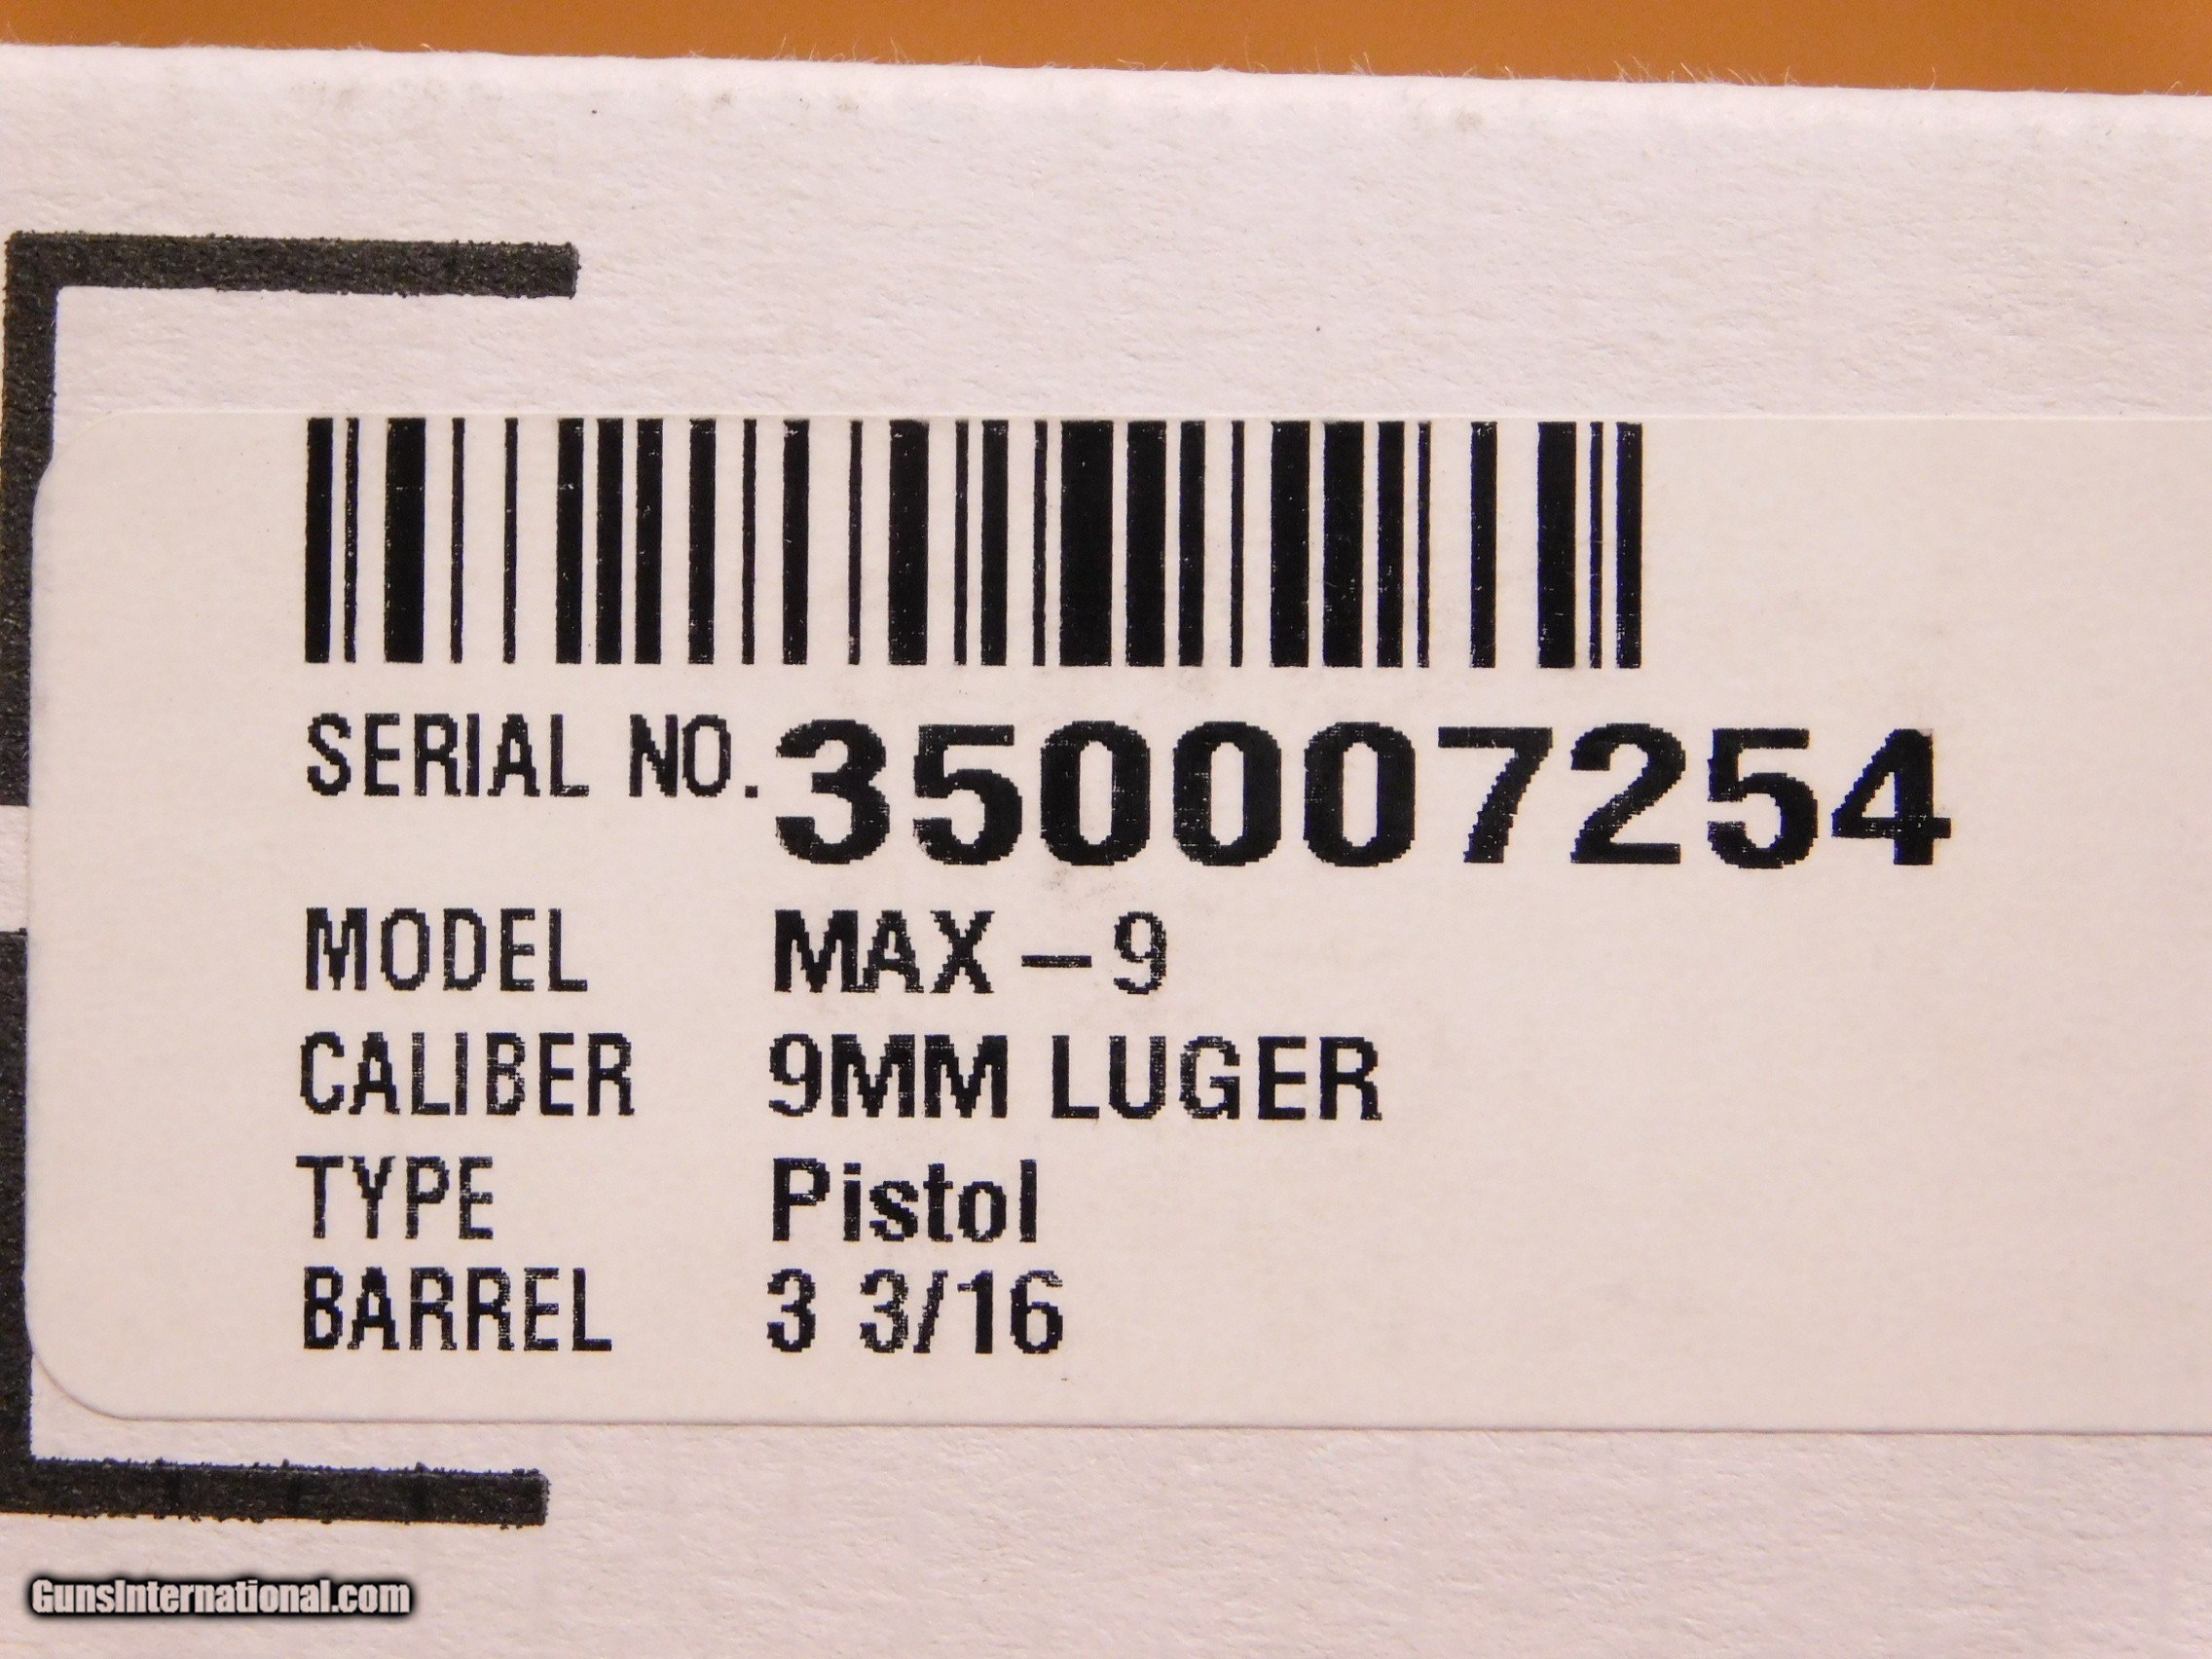 SERIAL NO. 350007254
MODEL MAX-9
CALIBER 9MM LUGER
TYPE Pistol
BARREL 3 3/16
GunsInternational.com